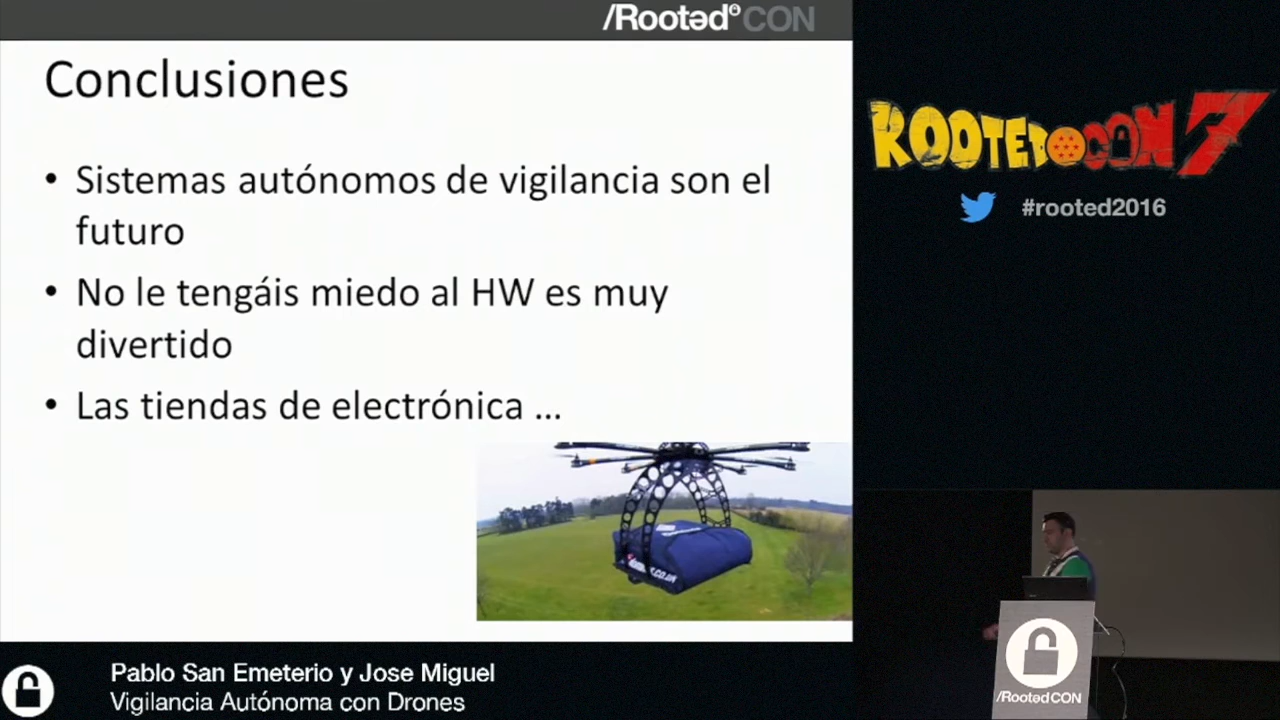 /RootedCON
Conclusiones
• Sistemas autónomos de vigilancia son el
futuro
• No le tengáis miedo al HW es muy
divertido
• Las tiendas de electrónica ...
ROOTED CON 7
#rooted2016
/RootedCON
Pablo San Emeterio y Jose Miguel
Vigilancia Autónoma con Drones